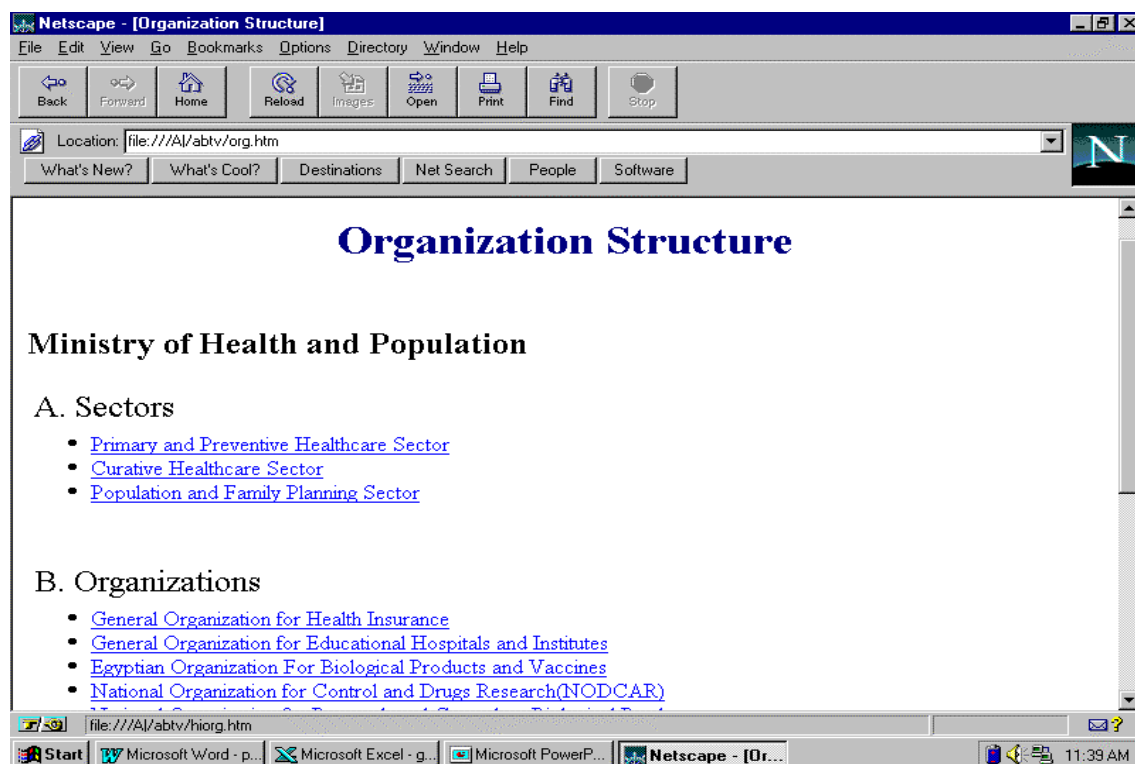 Netscape - [Organization Structure]
File Edit View Go Bookmarks Options Directory Window Help
Back Forward Home Reload Images Open Print Find Stop
Location: file:///A|/abtv/org.htm
N
What's New? What's Cool? Destinations Net Search People Software
Organization Structure
Ministry of Health and Population
A. Sectors
• Primary and Preventive Healthcare Sector
• Curative Healthcare Sector
• Population and Family Planning Sector
B. Organizations
• General Organization for Health Insurance
• General Organization for Educational Hospitals and Institutes
• Egyptian Organization For Biological Products and Vaccines
• National Organization for Control and Drugs Research(NODCAR)
file:///A|/abtv/hiorg.htm
Start Microsoft Word - p... Microsoft Excel - g... Microsoft PowerP... Netscape - [Or... 11:39 AM